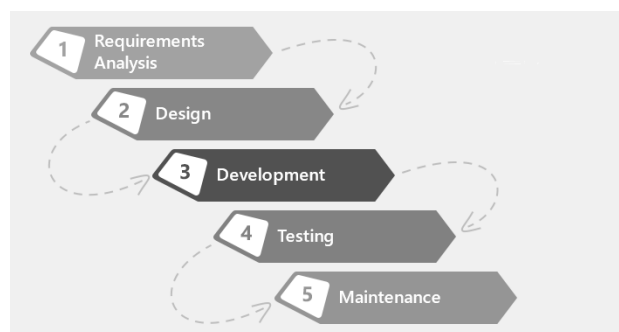 1
Requirements
Analysis
2
Design
3
Development
4
Testing
5
Maintenance